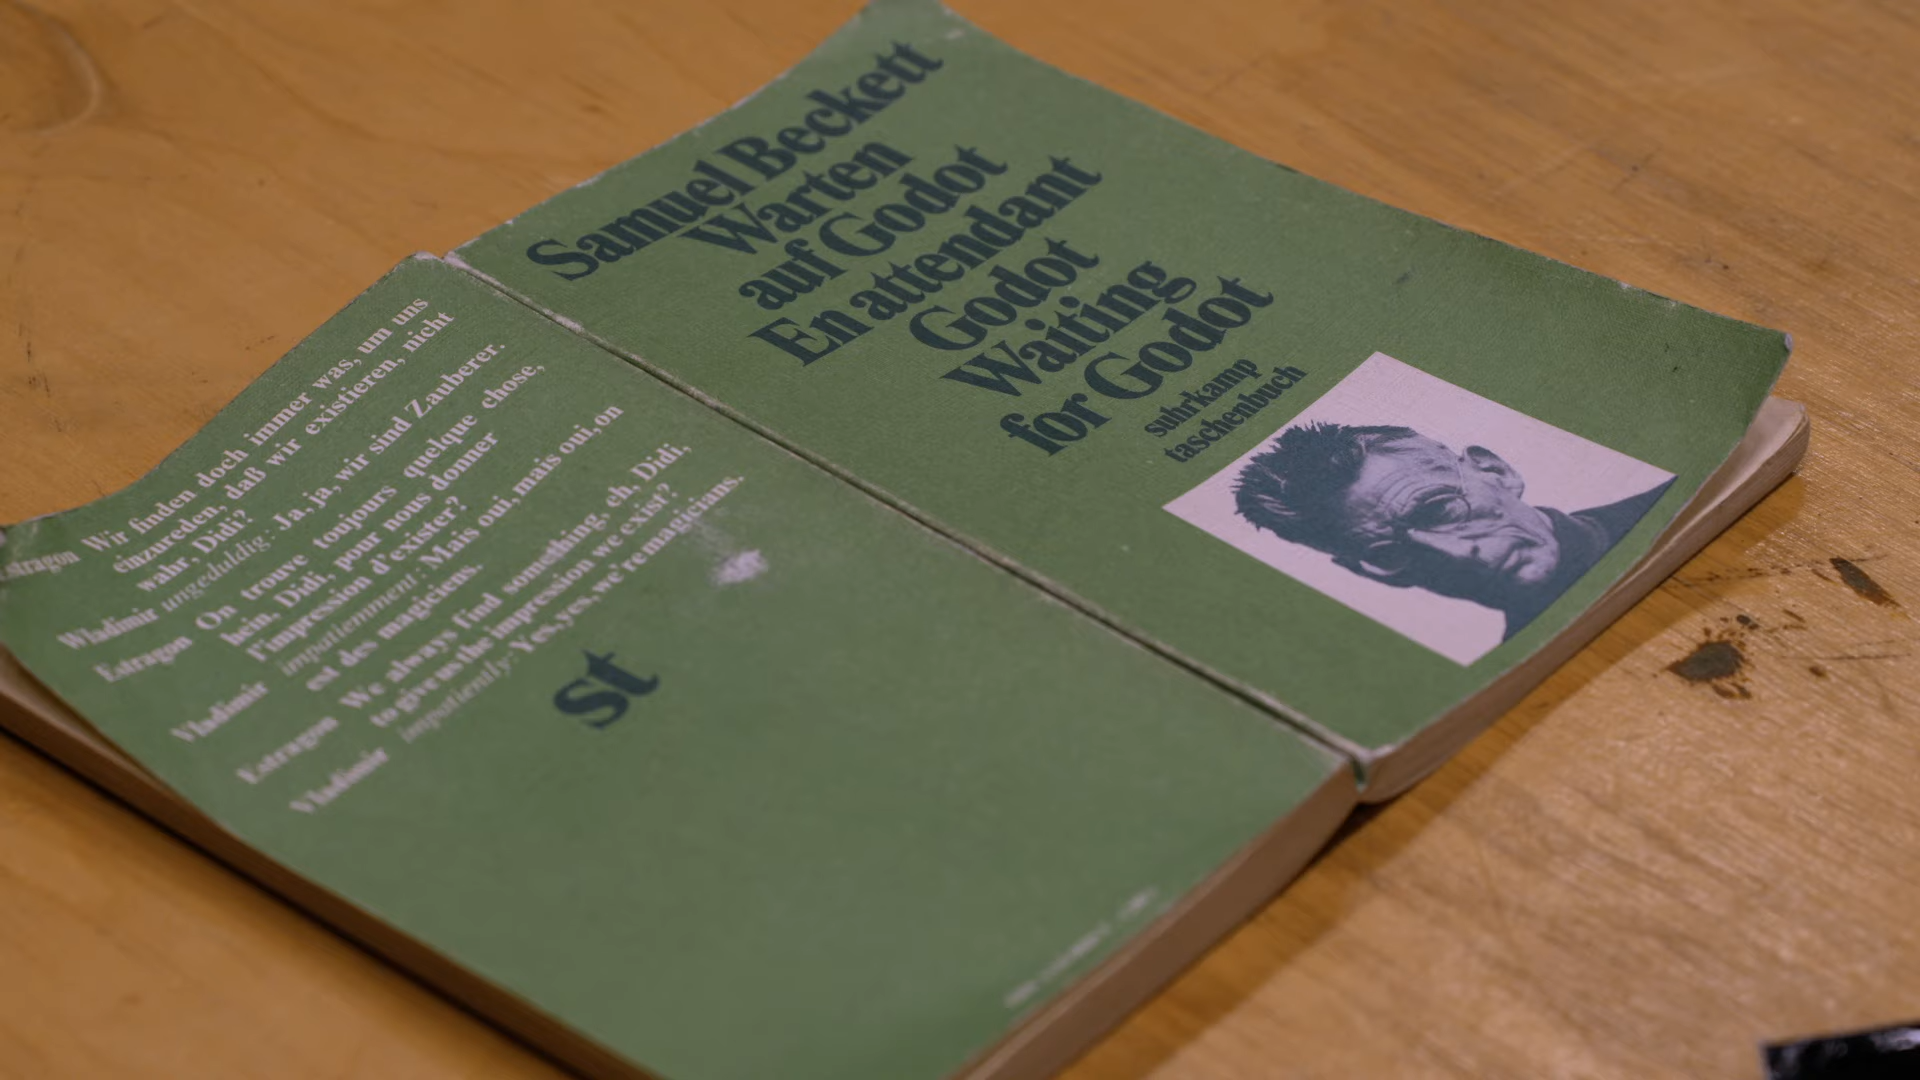 Samuel Beckett
Warten
auf Godot
En attendant
Godot
Waiting
for Godot
suhrkamp
taschenbuch
Estragon Wir finden doch immer was, um uns
einzureden, daß wir existieren, nicht
wahr, Didi?
Wladimir ungeduldig: Ja, ja, wir sind Zauberer.
Estragon On trouve toujours quelque chose,
hein, Didi, pour nous donner
l'impression d'exister?
Vladimir impatiemment: Mais oui, mais oui, on
est des magiciens.
Estragon We always find something, eh, Didi,
to give us the impression we exist?
Vladimir impatiently: Yes, yes, we're magicians.
st